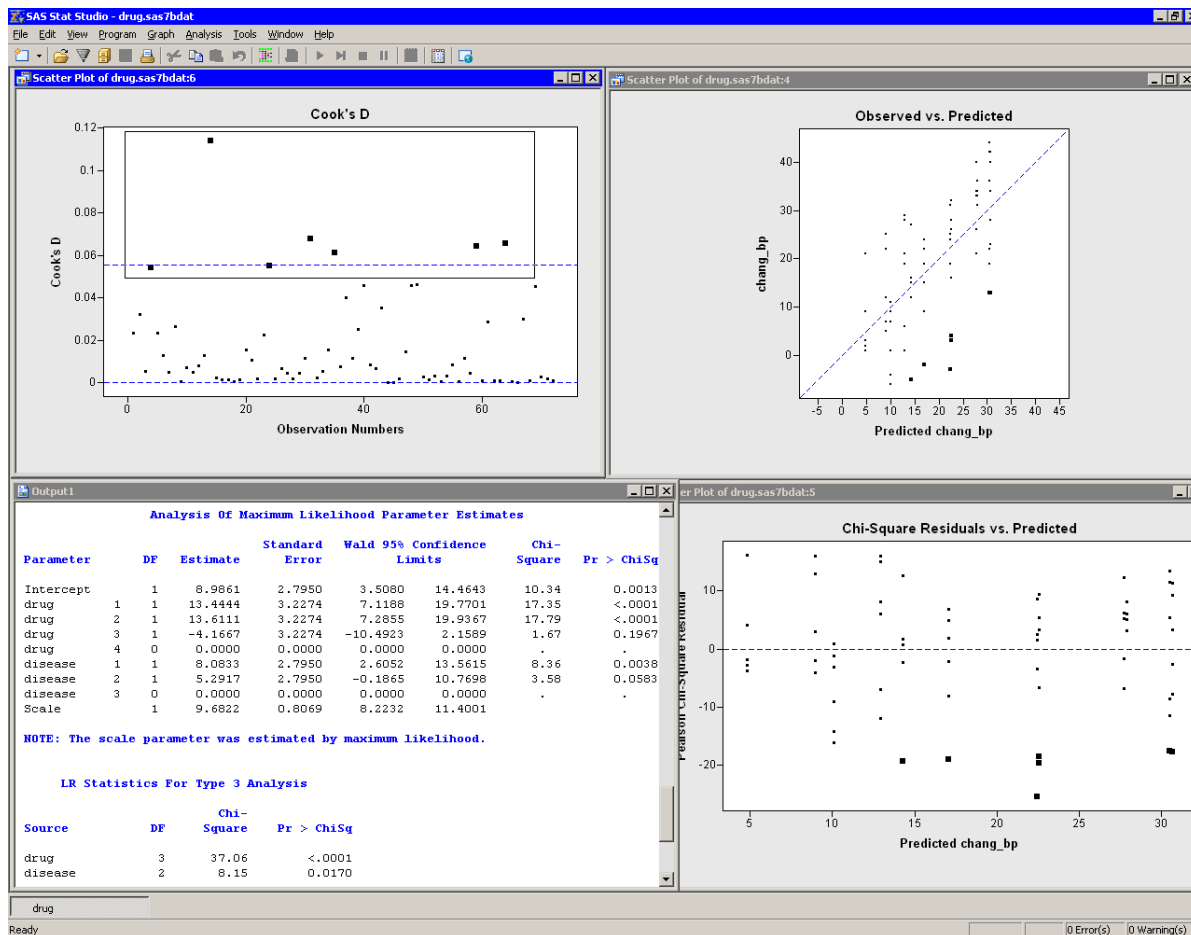 SAS Stat Studio - drug.sas7bdat
File Edit View Program Graph Analysis Tools Window Help
Scatter Plot of drug.sas7bdat:6
Cook's D
0.12
0.1
0.08
0.06
0.04
0.02
0
Cook's D
0 20 40 60
Observation Numbers
Scatter Plot of drug.sas7bdat:4
Observed vs. Predicted
40
30
20
10
0
chang_bp
-5 0 5 10 15 20 25 30 35 40 45
Predicted chang_bp
Output1
Analysis Of Maximum Likelihood Parameter Estimates
Standard Wald 95% Confidence Chi-
Parameter DF Estimate Error Limits Square Pr > ChiSq
Intercept 1 8.9861 2.7950 3.5080 14.4643 10.34 0.0013
drug 1 1 13.4444 3.2274 7.1188 19.7701 17.35 <.0001
drug 2 1 13.6111 3.2274 7.2855 19.9367 17.79 <.0001
drug 3 1 -4.1667 3.2274 -10.4923 2.1589 1.67 0.1967
drug 4 0 0.0000 0.0000 0.0000 0.0000 . .
disease 1 1 8.0833 2.7950 2.6052 13.5615 8.36 0.0038
disease 2 1 5.2917 2.7950 -0.1865 10.7698 3.58 0.0583
disease 3 0 0.0000 0.0000 0.0000 0.0000 . .
Scale 1 9.6822 0.8069 8.2232 11.4001
NOTE: The scale parameter was estimated by maximum likelihood.
LR Statistics For Type 3 Analysis
Chi-
Source DF Square Pr > ChiSq
drug 3 37.06 <.0001
disease 2 8.15 0.0170
er Plot of drug.sas7bdat:5
Chi-Square Residuals vs. Predicted
10
0
-10
-20
Pearson Chi-Square Residual
5 10 15 20 25 30
Predicted chang_bp
drug
Ready
0 Error(s) 0 Warning(s)